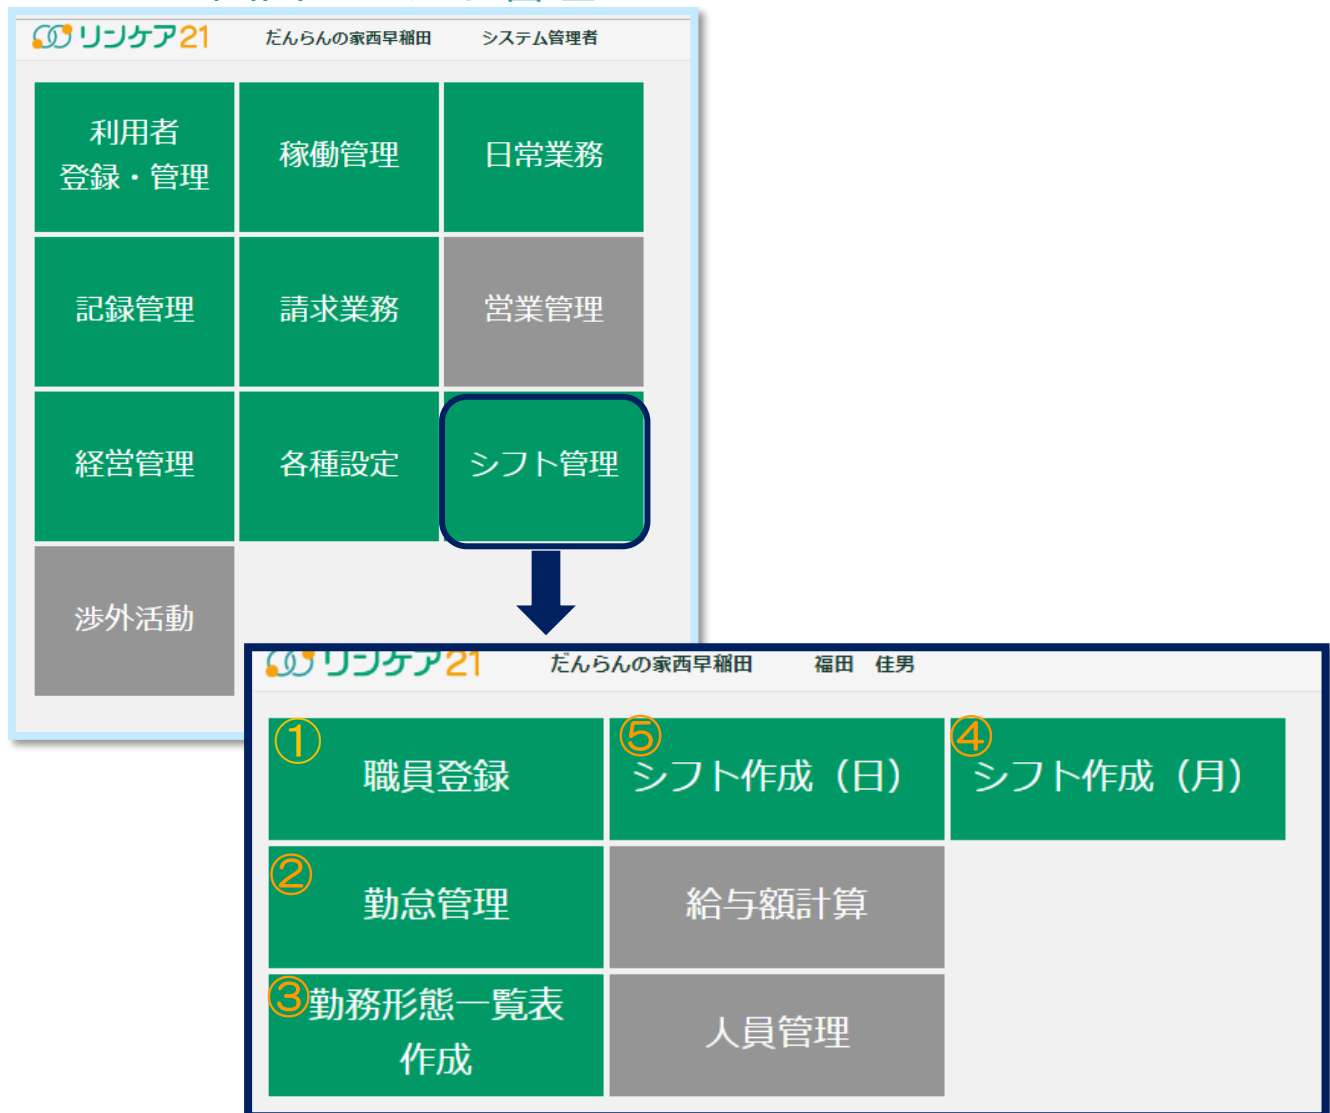 リンケア21 だんらんの家西早稲田 システム管理者
利用者
登録・管理
稼働管理
日常業務
記録管理
請求業務
営業管理
経営管理
各種設定
シフト管理
渉外活動
リンケア21 だんらんの家西早稲田 福田 佳男
①
職員登録
⑤
シフト作成（日）
④
シフト作成（月）
②
勤怠管理
給与額計算
③勤務形態一覧表
作成
人員管理